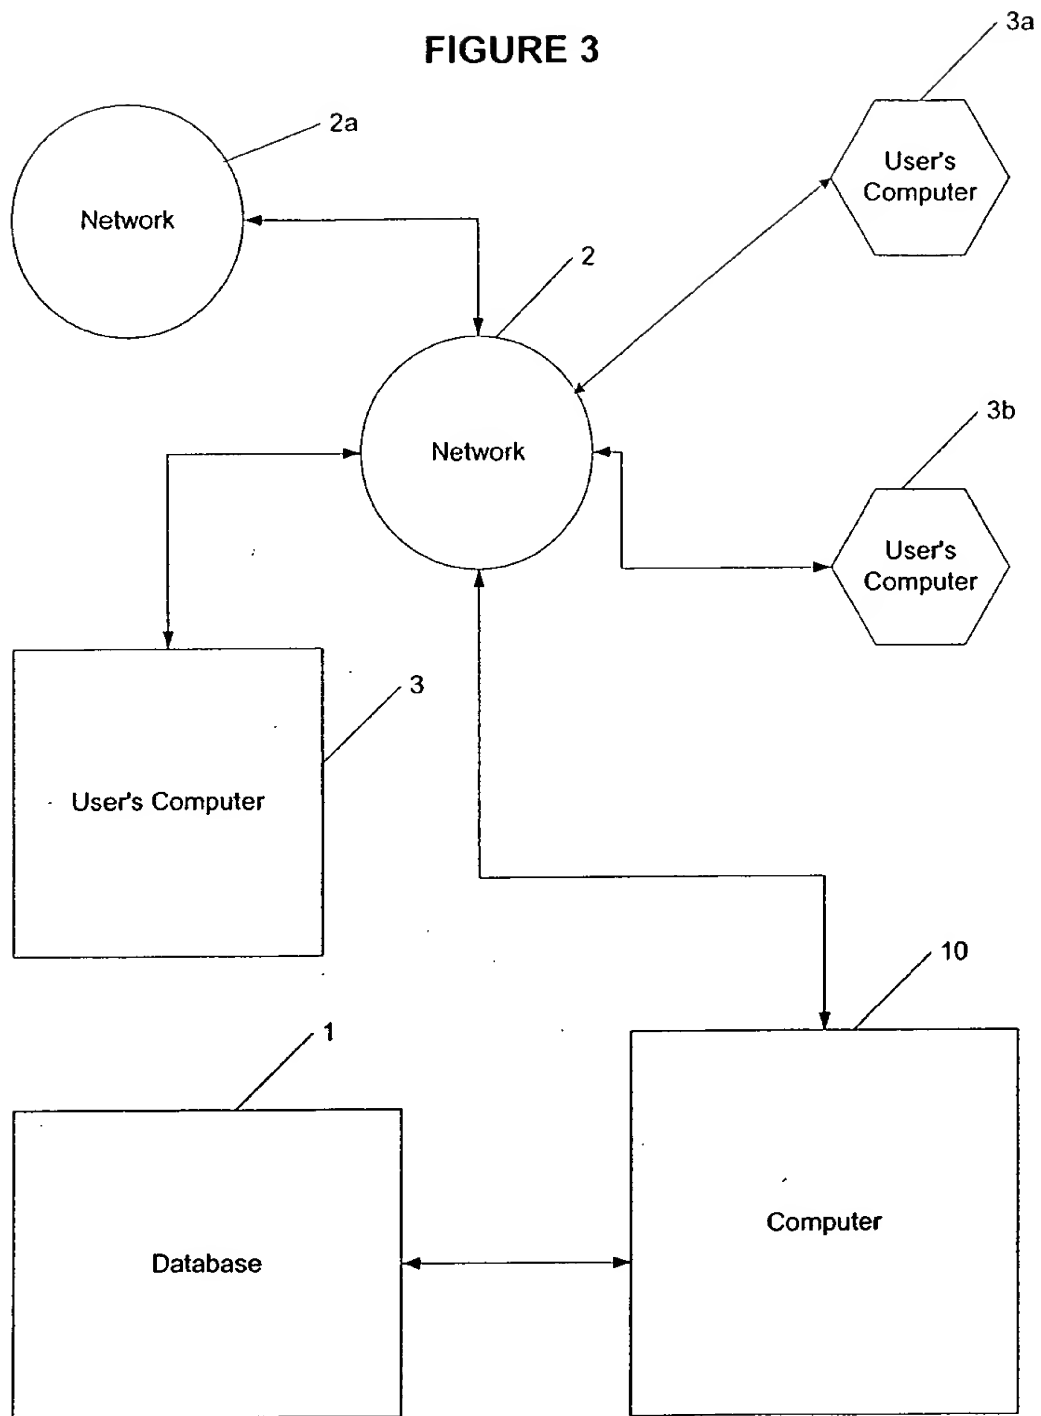 FIGURE 3
3a
2a
User's
Computer
Network
2
3b
Network
User's
Computer
3
User's Computer
10
1
Computer
Database